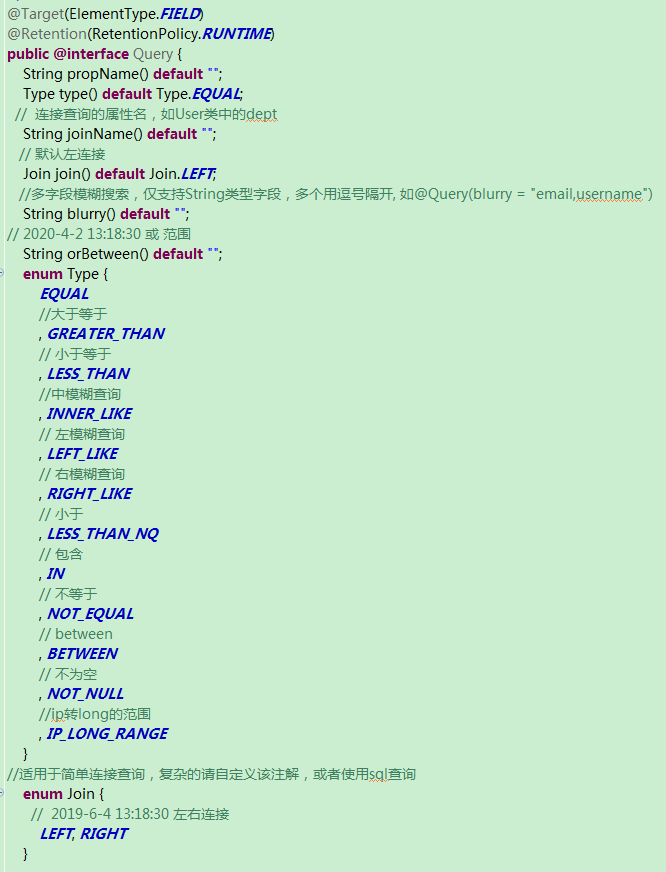 @Target(ElementType.FIELD)
@Retention(RetentionPolicy.RUNTIME)
public @interface Query {
    String propName() default "";
    Type type() default Type.EQUAL;
  //  连接查询的属性名，如User类中的dept
    String joinName() default "";
   // 默认左连接
    Join join() default Join.LEFT;
   //多字段模糊搜索，仅支持String类型字段，多个用逗号隔开, 如@Query(blurry = "email,username")
    String blurry() default "";
// 2020-4-2 13:18:30 或 范围
    String orBetween() default "";
    enum Type {
        EQUAL
        //大于等于
        , GREATER_THAN
        // 小于等于
        , LESS_THAN
        //中模糊查询
        , INNER_LIKE
        // 左模糊查询
        , LEFT_LIKE
        // 右模糊查询
        , RIGHT_LIKE
        // 小于
        , LESS_THAN_NQ
        // 包含
        , IN
        // 不等于
        , NOT_EQUAL
        // between
        , BETWEEN
        // 不为空
        , NOT_NULL
        //ip转long的范围
        , IP_LONG_RANGE
    }
//适用于简单连接查询，复杂的请自定义该注解，或者使用sql查询
    enum Join {
      //  2019-6-4 13:18:30 左右连接
        LEFT, RIGHT
    }